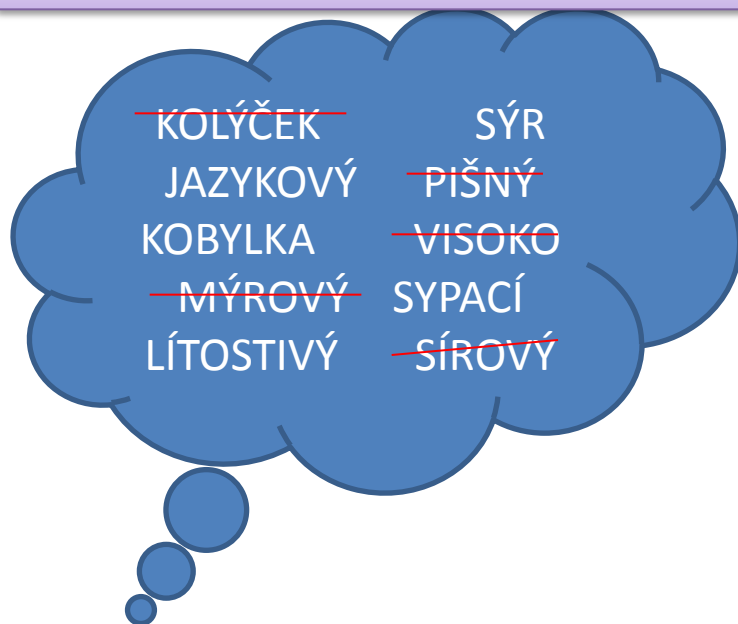 KOLÝČEK SÝR
JAZYKOVÝ PIŠNÝ
KOBYLKA VISOKO
MÝROVÝ SYPACÍ
LÍTOSTIVÝ SÍROVÝ